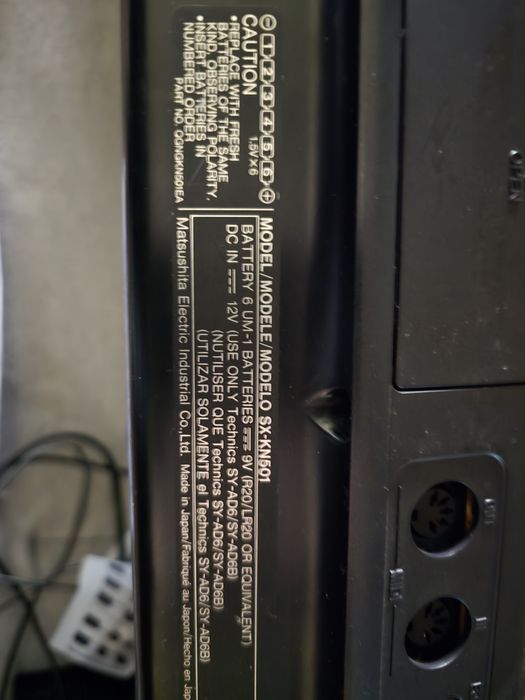 ⊖ 1 2 3 4 5 6 ⊕
1.5V×6
CAUTION
•REPLACE WITH FRESH
BATTERIES OF THE SAME
KIND, OBSERVING POLARITY.
•INSERT BATTERIES IN
NUMBERED ORDER
PART NO. QGNGKN501EA
MODEL/MODELE/MODELO SX-KN501
BATTERY 6 UM-1 BATTERIES ⎓ 9V (R20/LR20 OR EQUIVALENT)
DC IN ⎓ 12V (USE ONLY Technics SY-AD6/SY-AD6B)
(NUTILISER QUE Technics SY-AD6/SY-AD6B)
(UTILIZAR SOLAMENTE el Technics SY-AD6/SY-AD6B)
Matsushita Electric Industrial Co.,Ltd. Made in Japan/Fabriqué au Japon/Hecho en Jap
OPEN
OUT
MIDI
IN